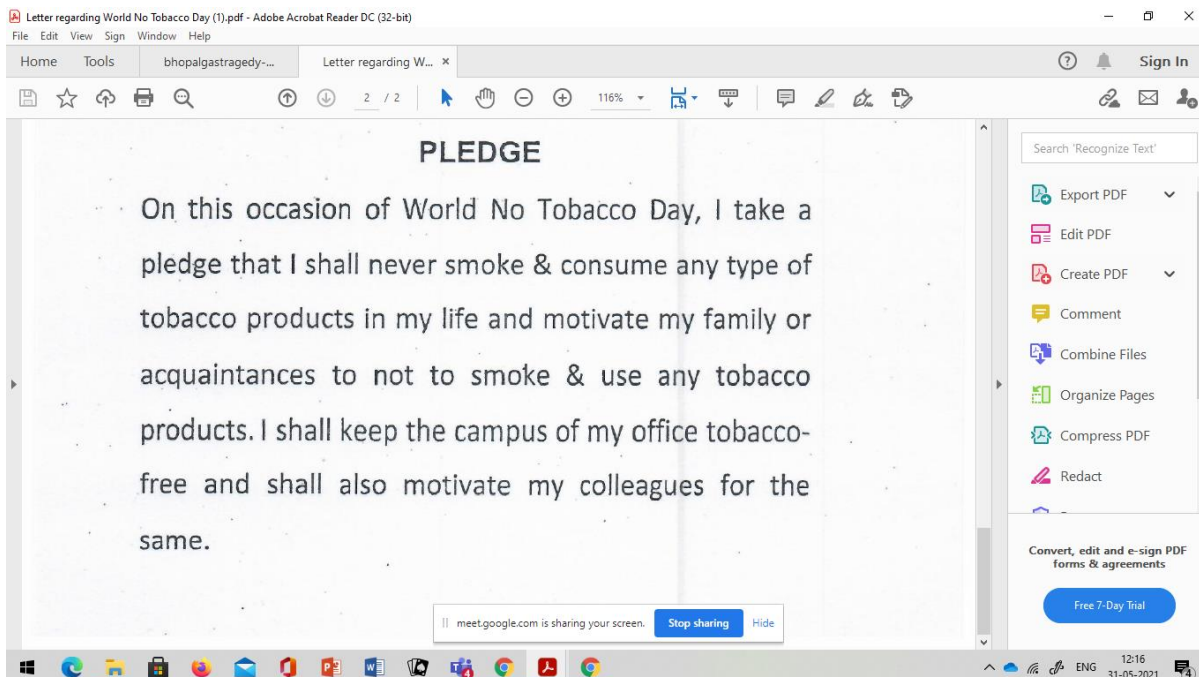 Letter regarding World No Tobacco Day (1).pdf - Adobe Acrobat Reader DC (32-bit)
File Edit View Sign Window Help
Home Tools bhopalgastragedy-... Letter regarding W... × Sign In
2 / 2 116%
PLEDGE
On this occasion of World No Tobacco Day, I take a
pledge that I shall never smoke & consume any type of
tobacco products in my life and motivate my family or
acquaintances to not to smoke & use any tobacco
products. I shall keep the campus of my office tobacco-
free and shall also motivate my colleagues for the
same.
Search 'Recognize Text'
Export PDF
Edit PDF
Create PDF
Comment
Combine Files
Organize Pages
Compress PDF
Redact
Convert, edit and e-sign PDF
forms & agreements
Free 7-Day Trial
meet.google.com is sharing your screen. Stop sharing Hide
ENG 12:16
31-05-2021